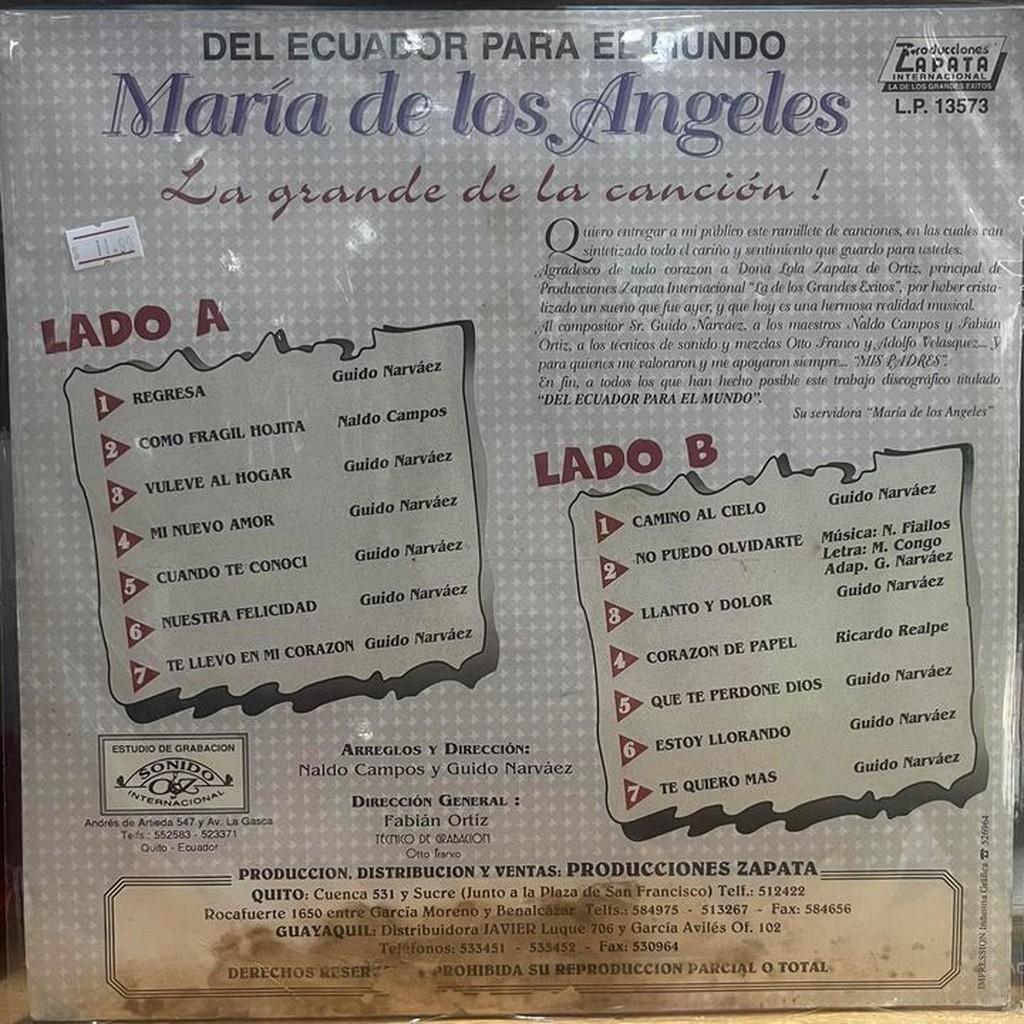 DEL ECUADOR PARA EL MUNDO
María de los Angeles
La grande de la canción !
Producciones
ZAPATA
INTERNACIONAL
LA DE LOS GRANDES EXITOS
L.P. 13573
$ 11.90
Quiero entregar a mi público este ramillete de canciones, en las cuales van
sintetizado todo el cariño y sentimiento que guardo para ustedes.
Agradesco de todo corazon a Doña Lola Zapata de Ortiz, principal de
Producciones Zapata Internacional "La de los Grandes Exitos", por haber crista-
lizado un sueño que fue ayer, y que hoy es una hermosa realidad musical.
Al compositor Sr. Guido Narváez, a los maestros Naldo Campos y Fabián
Ortiz, a los técnicos de sonido y mezclas Otto Franco y Adolfo Velasquez... Y
para quienes me valoraron y me apoyaron siempre... "MIS PADRES".
En fin, a todos los que han hecho posible este trabajo discográfico titulado
"DEL ECUADOR PARA EL MUNDO".
Su servidora "María de los Angeles"
LADO A
1 REGRESA Guido Narváez
2 COMO FRAGIL HOJITA Naldo Campos
3 VULEVE AL HOGAR Guido Narváez
4 MI NUEVO AMOR Guido Narváez
5 CUANDO TE CONOCI Guido Narváez
6 NUESTRA FELICIDAD Guido Narváez
7 TE LLEVO EN MI CORAZON Guido Narváez
LADO B
1 CAMINO AL CIELO Guido Narváez
2 NO PUEDO OLVIDARTE Música: N. Fiallos
Letra: M. Congo
Adap. G. Narváez
3 LLANTO Y DOLOR Guido Narváez
4 CORAZON DE PAPEL Ricardo Realpe
5 QUE TE PERDONE DIOS Guido Narváez
6 ESTOY LLORANDO Guido Narváez
7 TE QUIERO MAS Guido Narváez
ESTUDIO DE GRABACION
SONIDO
INTERNACIONAL
Andrés de Artieda 547 y Av. La Gasca
Telfs.: 552583 - 523371
Quito - Ecuador
ARREGLOS Y DIRECCIÓN:
Naldo Campos y Guido Narváez
DIRECCIÓN GENERAL :
Fabián Ortíz
TÉCNICO DE GRABACION
Otto Franco
PRODUCCION, DISTRIBUCION Y VENTAS: PRODUCCIONES ZAPATA
QUITO: Cuenca 531 y Sucre (Junto a la Plaza de San Francisco) Telf.: 512422
Rocafuerte 1650 entre García Moreno y Benalcázar Telfs.: 584975 - 513267 - Fax: 584656
GUAYAQUIL: Distribuidora JAVIER Luque 706 y García Avilés Of. 102
Teléfonos: 533451 - 533452 - Fax: 530964
DERECHOS PROHIBIDA SU REPRODUCCION PARCIAL O TOTAL
IMPRESION Industria Gráfica ☎ 526964